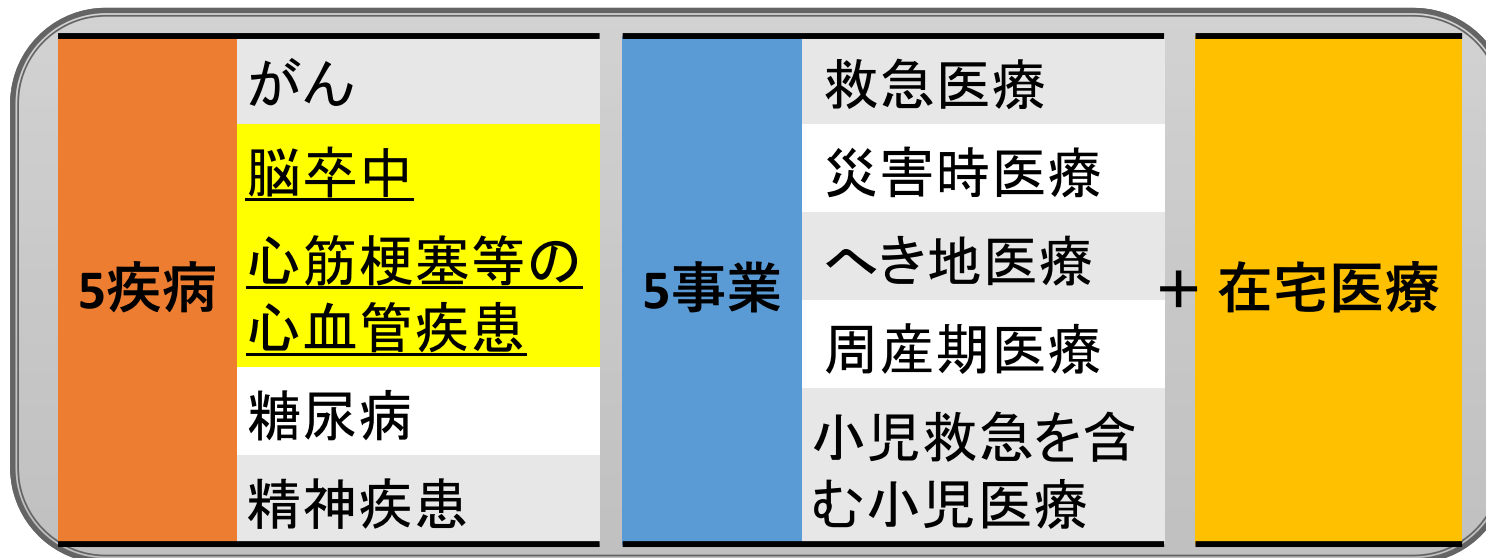 5疾病
がん
脳卒中
心筋梗塞等の
心血管疾患
糖尿病
精神疾患
5事業
救急医療
災害時医療
へき地医療
周産期医療
小児救急を含
む小児医療
+
在宅医療